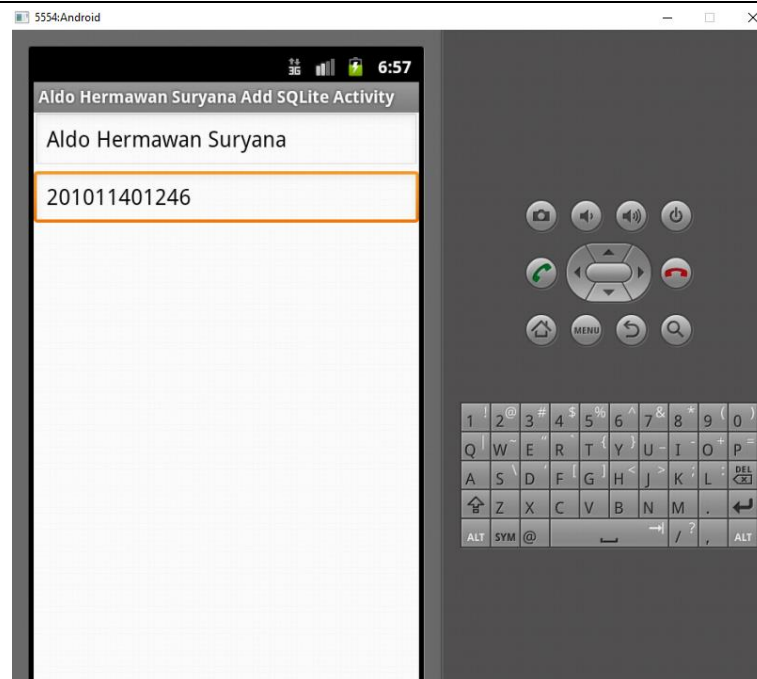 5554:Android
3G 6:57
Aldo Hermawan Suryana Add SQLite Activity
Aldo Hermawan Suryana
201011401246
MENU
1 ! 2 @ 3 # 4 $ 5 % 6 ^ 7 & 8 * 9 ( 0 )
Q | W ~ E " R ` T { Y } U - I - O + P =
A S \ D ' F [ G ] H < J > K ; L : DEL
Z X C V B N M .
ALT SYM @ / ? , ALT